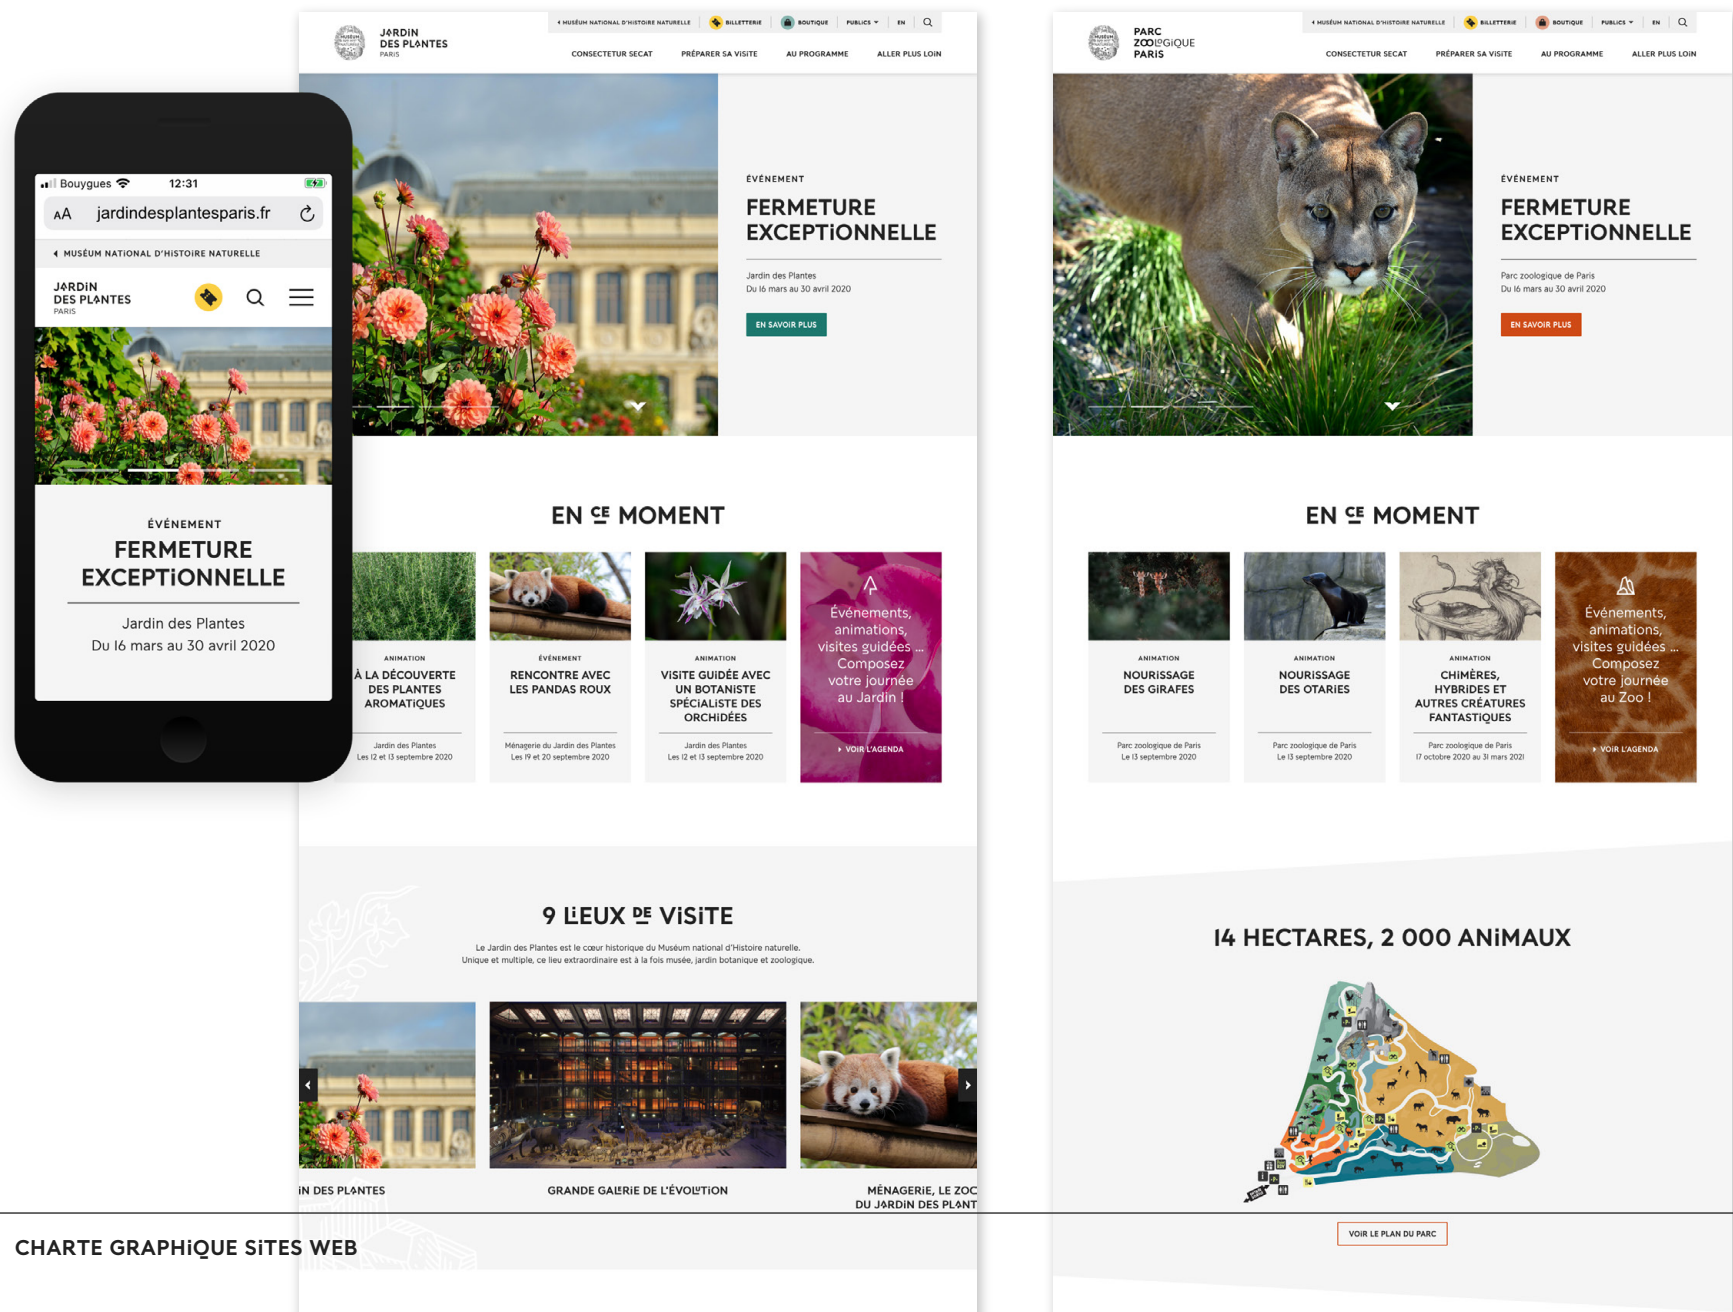 Bouygues 12:31
AA jardindesplantesparis.fr
MUSÉUM NATIONAL D'HISTOIRE NATURELLE
JARDIN
DES PLANTES
PARIS
ÉVÉNEMENT
FERMETURE
EXCEPTIONNELLE
Jardin des Plantes
Du 16 mars au 30 avril 2020
JARDIN
DES PLANTES
PARIS
MUSÉUM NATIONAL D'HISTOIRE NATURELLE BILLETTERIE BOUTIQUE PUBLICS EN
CONSECTETUR SECAT PRÉPARER SA VISITE AU PROGRAMME ALLER PLUS LOIN
ÉVÉNEMENT
FERMETURE
EXCEPTIONNELLE
Jardin des Plantes
Du 16 mars au 30 avril 2020
EN SAVOIR PLUS
EN CE MOMENT
ANIMATION
À LA DÉCOUVERTE
DES PLANTES
AROMATIQUES
Jardin des Plantes
Les 12 et 13 septembre 2020
ÉVÉNEMENT
RENCONTRE AVEC
LES PANDAS ROUX
Ménagerie du Jardin des Plantes
Les 19 et 20 septembre 2020
ANIMATION
VISITE GUIDÉE AVEC
UN BOTANISTE
SPÉCIALISTE DES
ORCHIDÉES
Jardin des Plantes
Les 12 et 13 septembre 2020
Événements,
animations,
visites guidées ...
Composez
votre journée
au Jardin !
VOIR L'AGENDA
9 LIEUX DE VISITE
Le Jardin des Plantes est le cœur historique du Muséum national d'Histoire naturelle.
Unique et multiple, ce lieu extraordinaire est à la fois musée, jardin botanique et zoologique.
IN DES PLANTES
GRANDE GALERIE DE L'ÉVOLUTION
MÉNAGERIE, LE ZOO
DU JARDIN DES PLANT
PARC
ZOOLOGIQUE
PARIS
MUSÉUM NATIONAL D'HISTOIRE NATURELLE BILLETTERIE BOUTIQUE PUBLICS EN
CONSECTETUR SECAT PRÉPARER SA VISITE AU PROGRAMME ALLER PLUS LOIN
ÉVÉNEMENT
FERMETURE
EXCEPTIONNELLE
Parc zoologique de Paris
Du 16 mars au 30 avril 2020
EN SAVOIR PLUS
EN CE MOMENT
ANIMATION
NOURISSAGE
DES GIRAFES
Parc zoologique de Paris
Le 13 septembre 2020
ANIMATION
NOURISSAGE
DES OTARIES
Parc zoologique de Paris
Le 13 septembre 2020
ANIMATION
CHIMÈRES,
HYBRIDES ET
AUTRES CRÉATURES
FANTASTIQUES
Parc zoologique de Paris
17 octobre 2020 au 31 mars 2021
Événements,
animations,
visites guidées ...
Composez
votre journée
au Zoo !
VOIR L'AGENDA
14 HECTARES, 2 000 ANIMAUX
VOIR LE PLAN DU PARC
CHARTE GRAPHIQUE SITES WEB